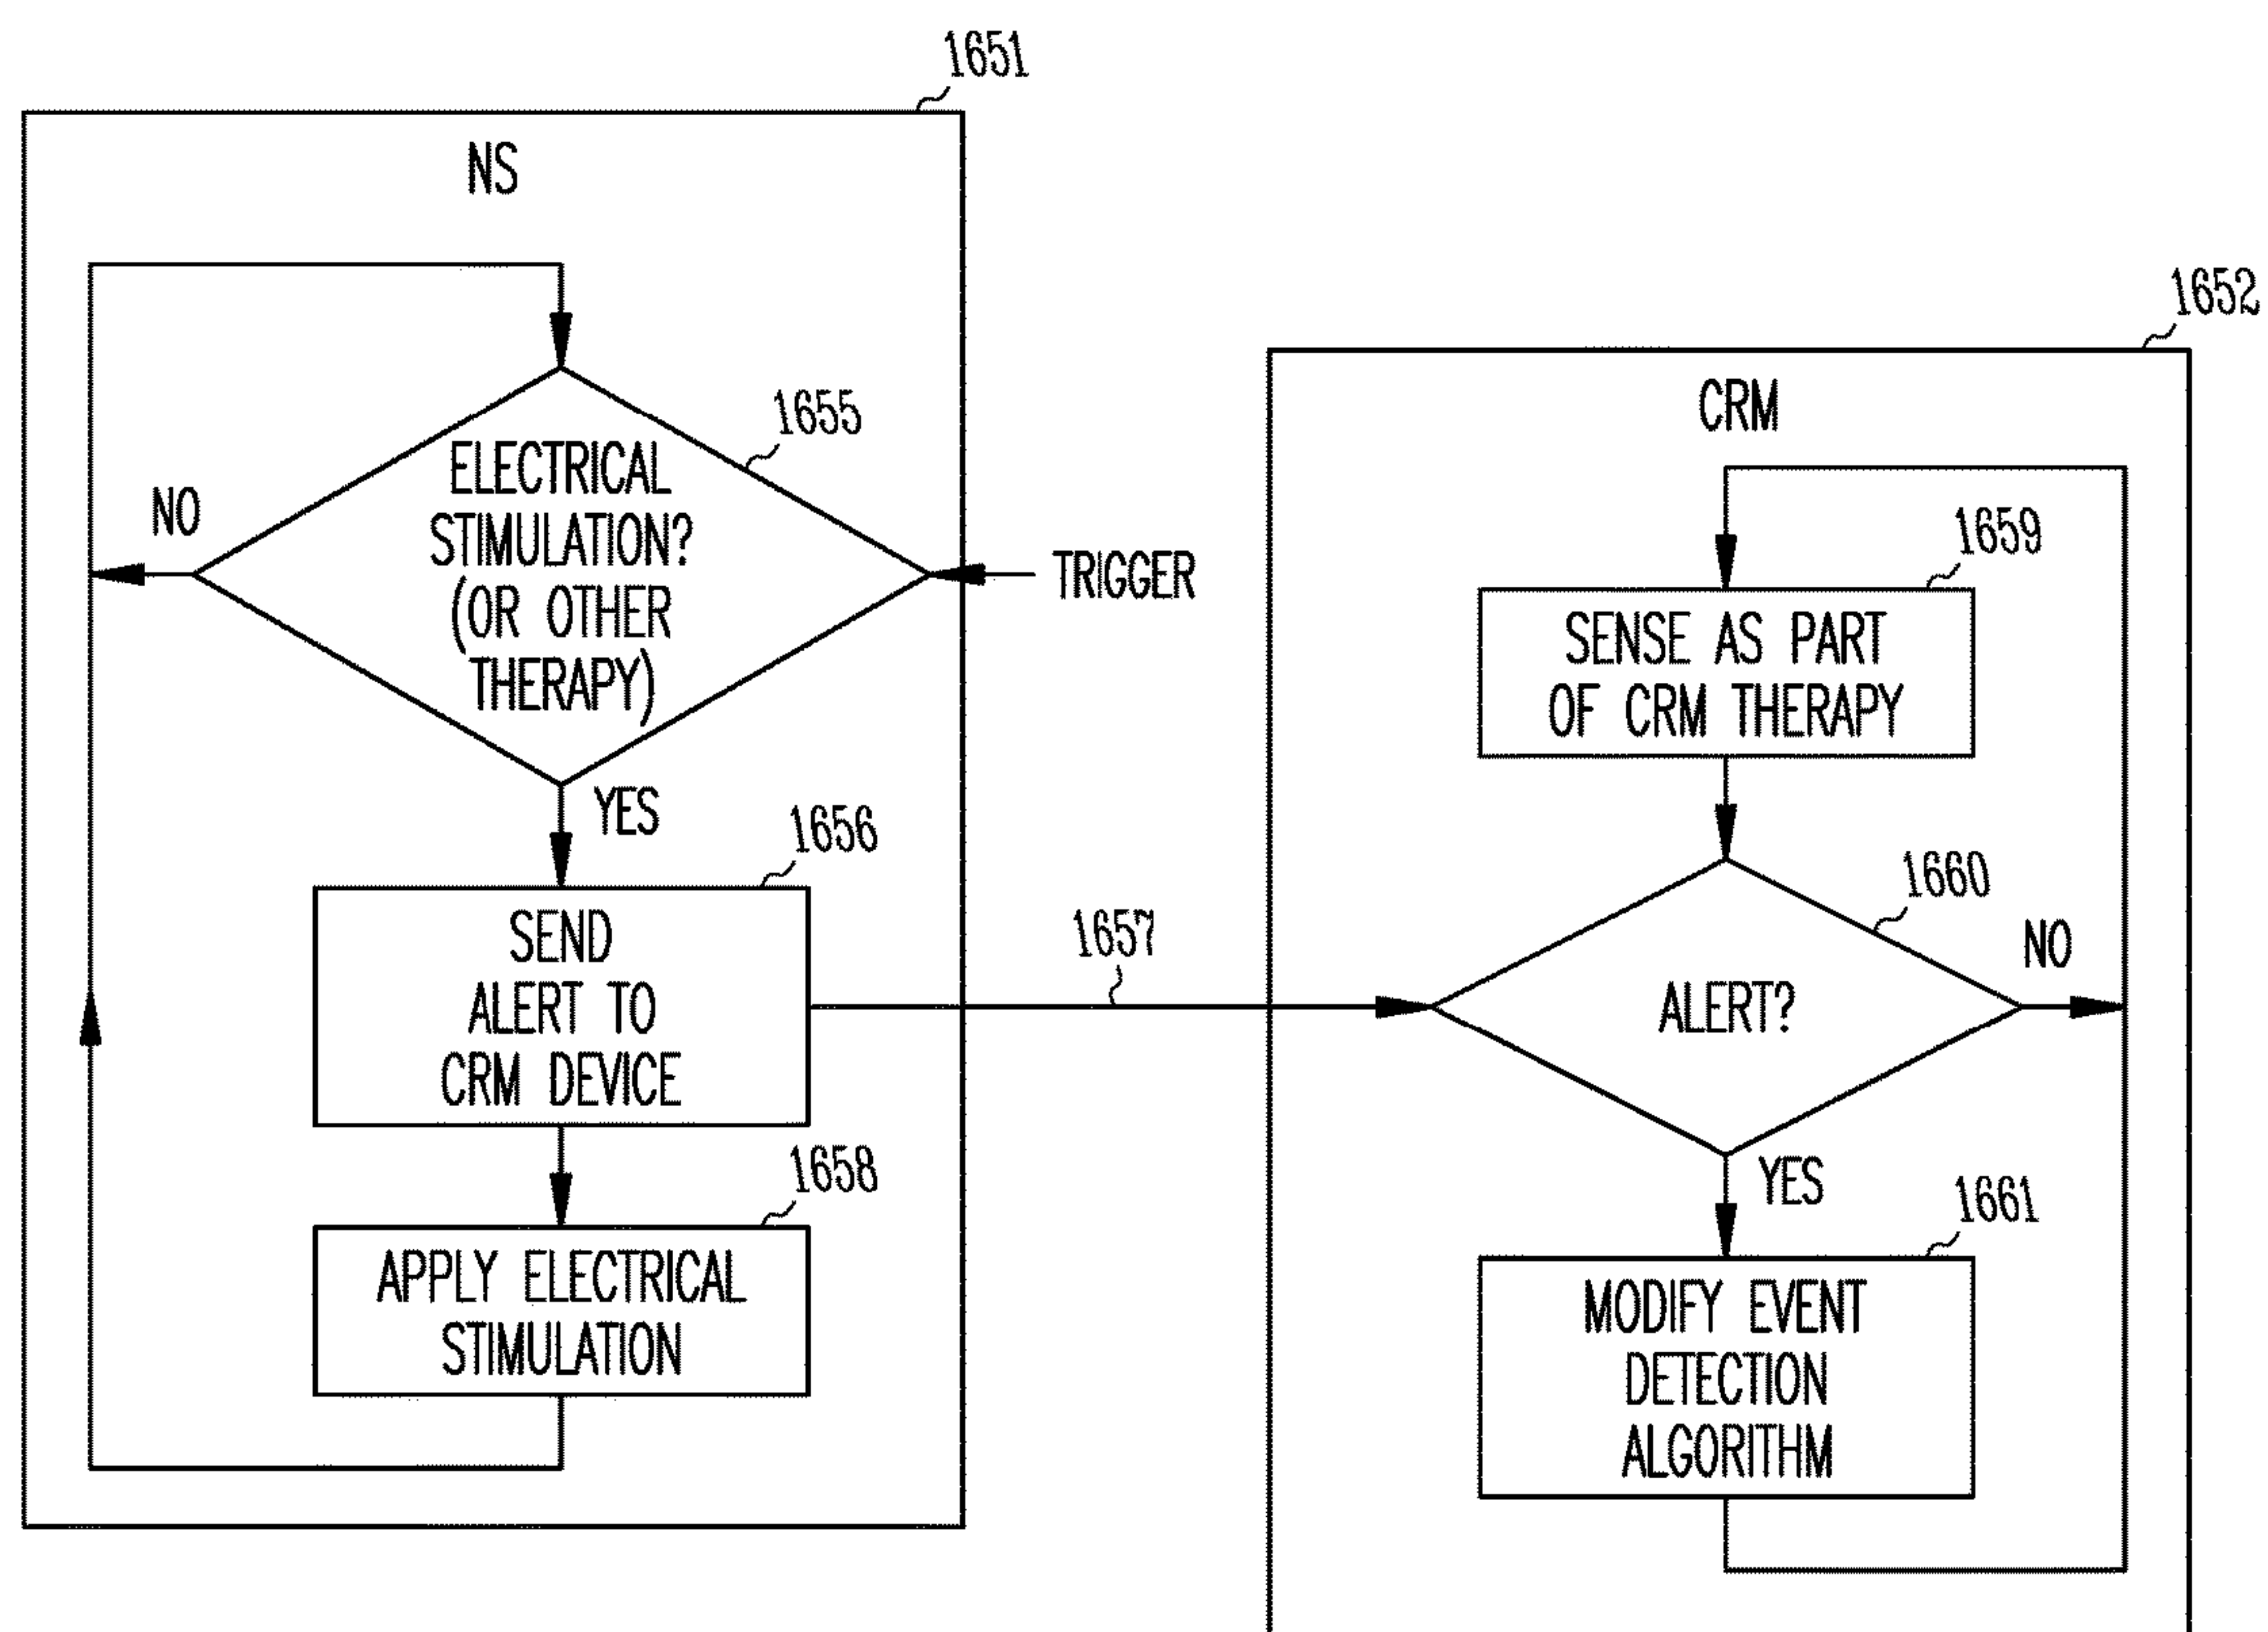 1651
NS
1655
ELECTRICAL
STIMULATION?
(OR OTHER
THERAPY)
NO
TRIGGER
YES
1656
SEND
ALERT TO
CRM DEVICE
1657
1658
APPLY ELECTRICAL
STIMULATION
1652
CRM
1659
SENSE AS PART
OF CRM THERAPY
1660
NO
ALERT?
YES
1661
MODIFY EVENT
DETECTION
ALGORITHM